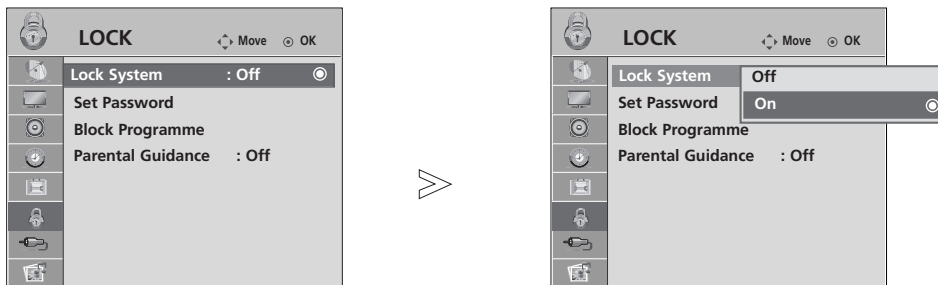 LOCK Move OK
Lock System : Off
Set Password
Block Programme
Parental Guidance : Off
LOCK Move OK
Lock System Off
Set Password On
Block Programme
Parental Guidance : Off